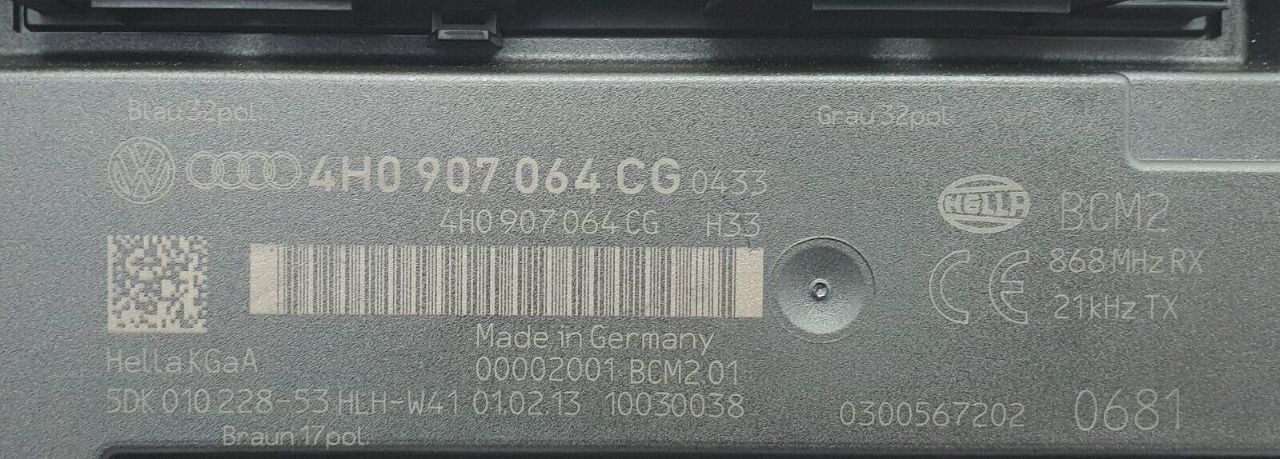 Blau 32pol.
Grau 32pol.
4H0 907 064 CG 0433
4H0 907 064 CG H33
HELLA BCM2
CE 868 MHz RX
21kHz TX
Made in Germany
Hella KGaA
00002001 BCM2.01
5DK 010 228-53 HLH-W41 01.02.13 10030038
0300567202 0681
Braun 17pol.